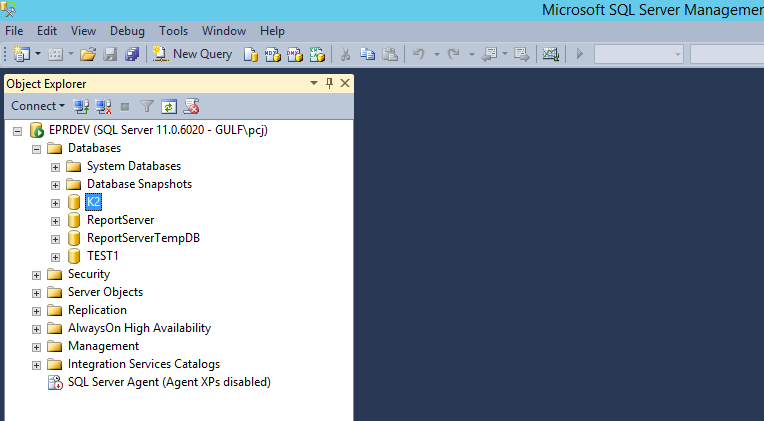 Microsoft SQL Server Manageme
File Edit View Debug Tools Window Help
New Query
Object Explorer
Connect
EPRDEV (SQL Server 11.0.6020 - GULF\pcj)
Databases
System Databases
Database Snapshots
K2
ReportServer
ReportServerTempDB
TEST1
Security
Server Objects
Replication
AlwaysOn High Availability
Management
Integration Services Catalogs
SQL Server Agent (Agent XPs disabled)